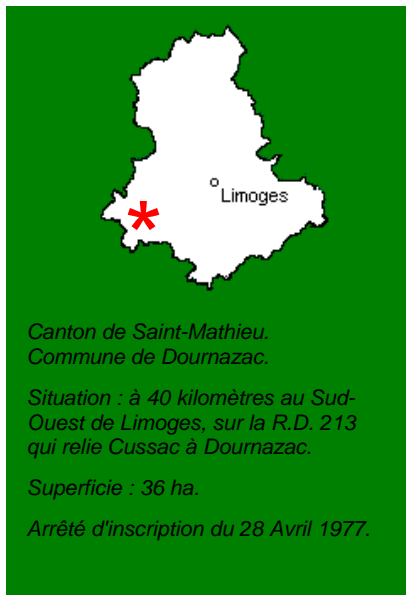 Limoges
*
Canton de Saint-Mathieu.
Commune de Dournazac.
Situation : à 40 kilomètres au Sud-
Ouest de Limoges, sur la R.D. 213
qui relie Cussac à Dournazac.
Superficie : 36 ha.
Arrêté d'inscription du 28 Avril 1977.